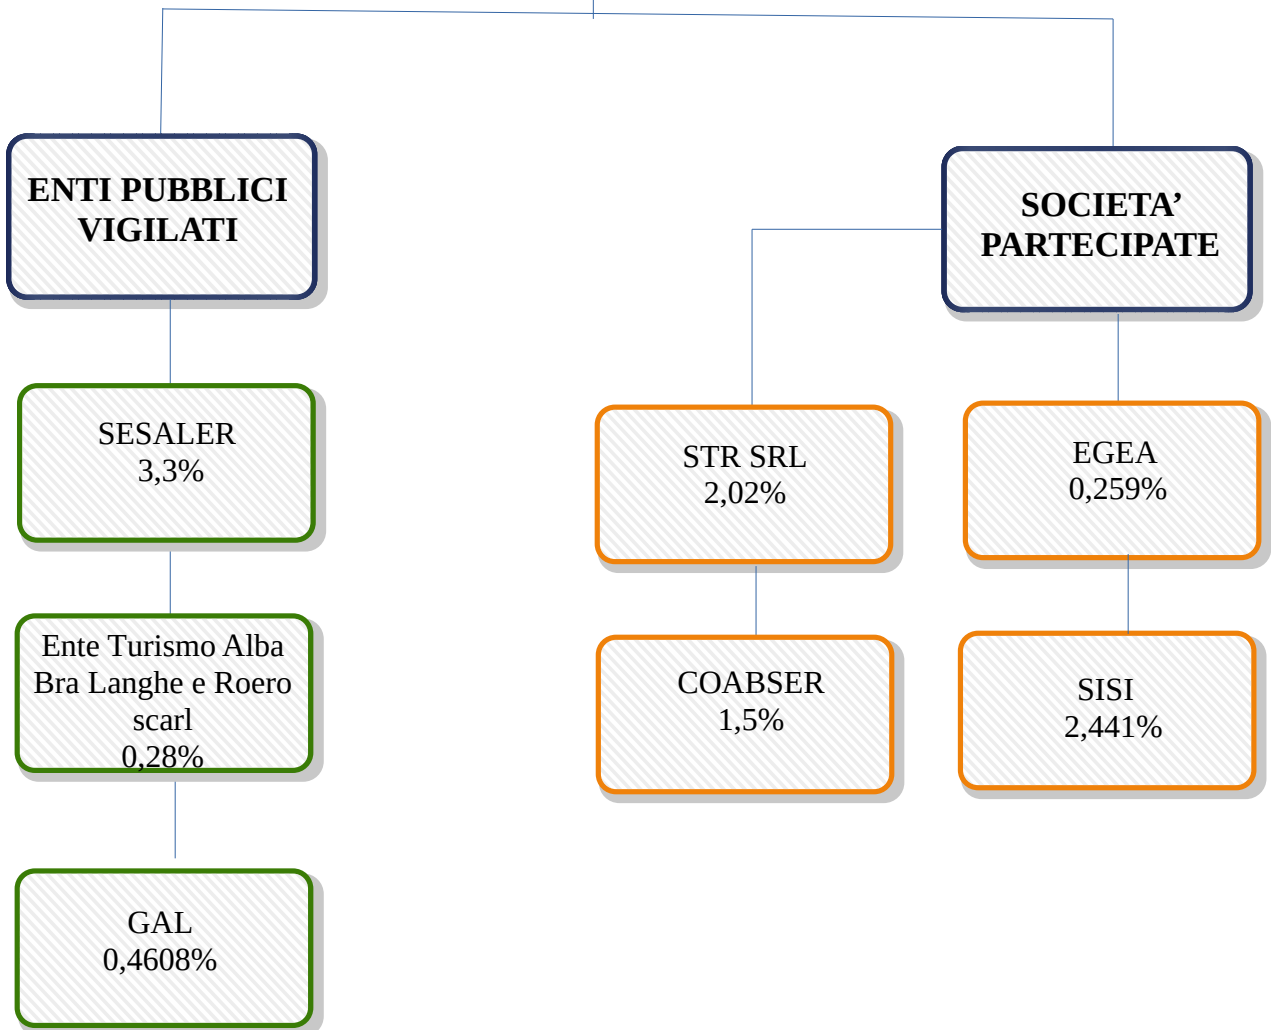 ENTI PUBBLICI
VIGILATI
SOCIETA’
PARTECIPATE
SESALER
3,3%
STR SRL
2,02%
EGEA
0,259%
Ente Turismo Alba
Bra Langhe e Roero
scarl
0,28%
COABSER
1,5%
SISI
2,441%
GAL
0,4608%